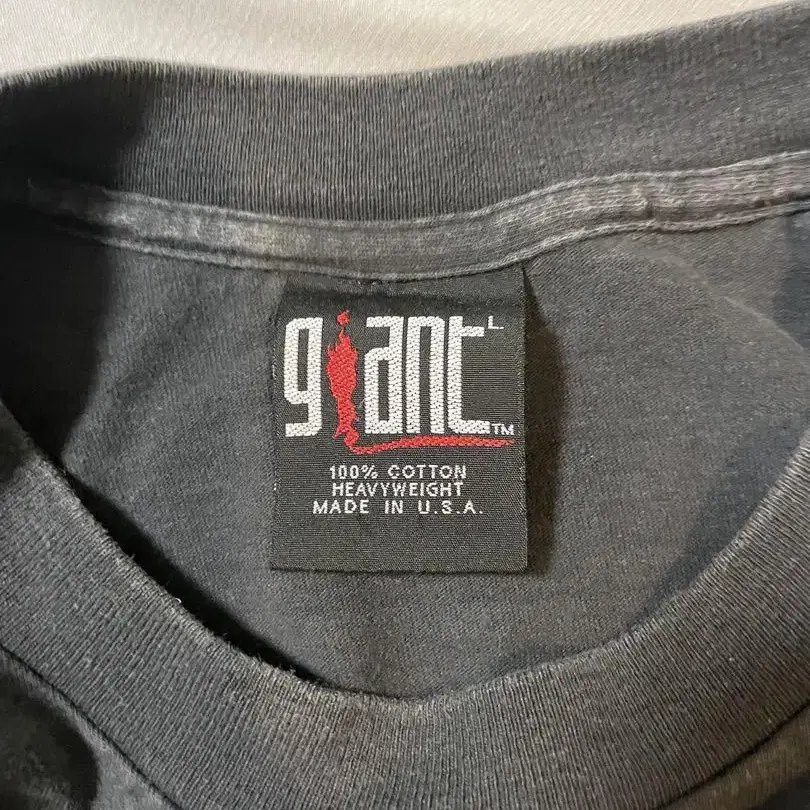 giant L
TM
100% COTTON
HEAVYWEIGHT
MADE IN U.S.A.